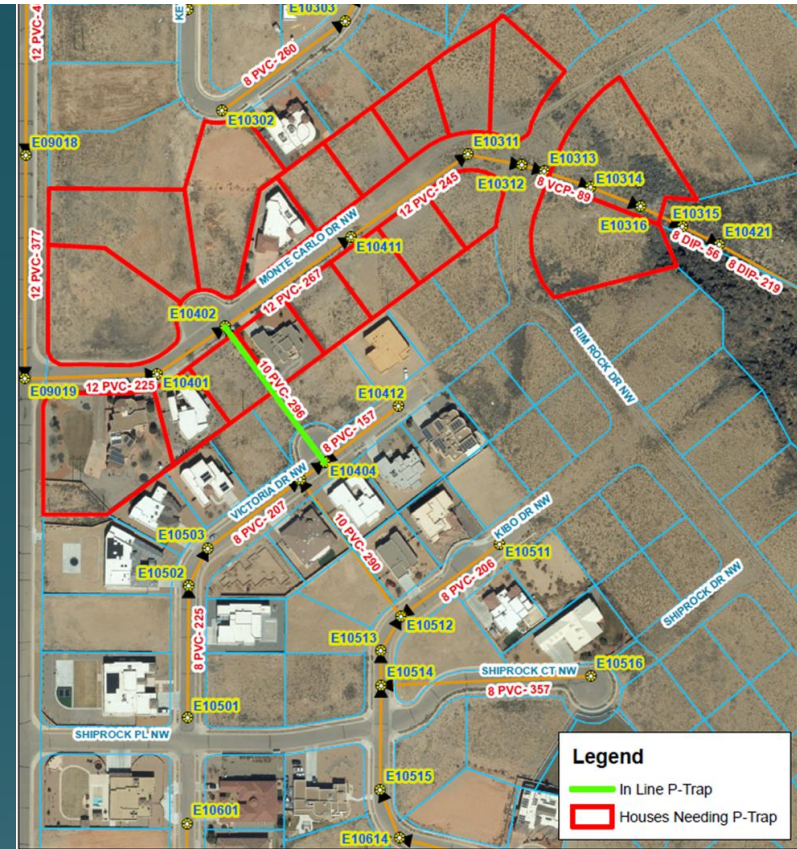 E10303
KE
12 PVC- 4
8 PVC- 260
E10302
E09018
E10311
E10313
E10312
E10314
8 VCP- 89
12 PVC- 245
E10316
E10315
E10421
8 DIP- 56
8 DIP- 219
MONTE CARLO DR NW
E10411
12 PVC- 377
12 PVC- 267
E10402
RIM ROCK DR NW
E09019
12 PVC- 225
E10401
10 PVC- 296
E10412
8 PVC- 157
E10404
VICTORIA DR NW
8 PVC- 207
E10503
10 PVC- 290
KIBO DR NW
E10511
E10502
8 PVC- 206
SHIPROCK DR NW
8 PVC- 225
E10512
E10513
E10514
SHIPROCK CT NW
E10516
8 PVC- 357
E10501
SHIPROCK PL NW
E10515
E10601
E10614
Legend
In Line P-Trap
Houses Needing P-Trap